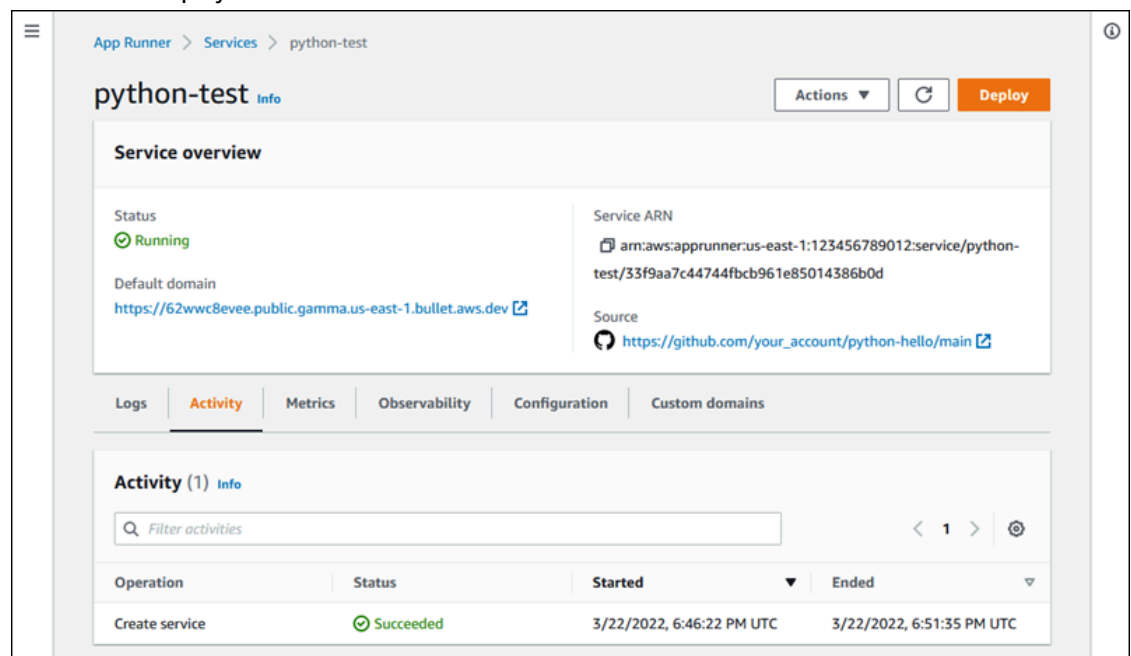 App Runner > Services > python-test
python-test Info
Actions Deploy
Service overview
Status
Running
Default domain
https://62wwc8evee.public.gamma.us-east-1.bullet.aws.dev
Service ARN
arn:aws:apprunner:us-east-1:123456789012:service/python-
test/33f9aa7c44744fbcb961e85014386b0d
Source
https://github.com/your_account/python-hello/main
Logs Activity Metrics Observability Configuration Custom domains
Activity (1) Info
Filter activities
< 1 >
Operation Status Started Ended
Create service Succeeded 3/22/2022, 6:46:22 PM UTC 3/22/2022, 6:51:35 PM UTC